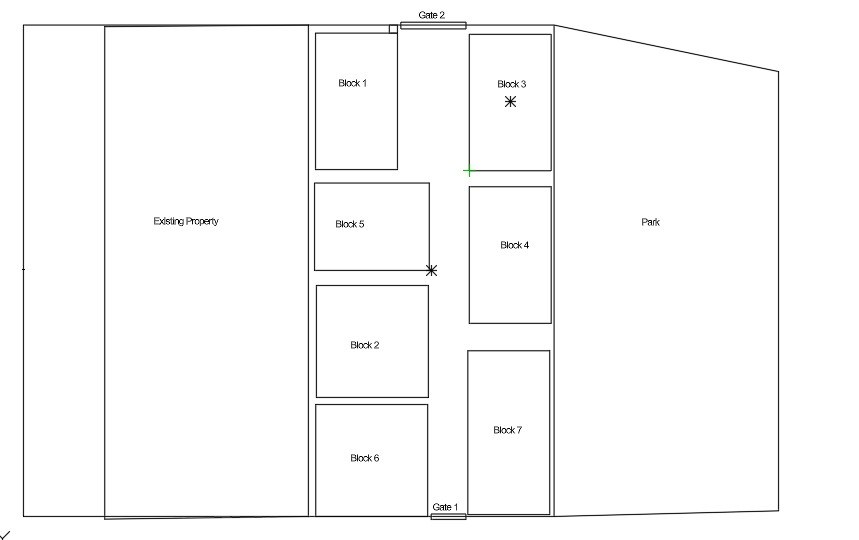 Gate 2
Block 1
Block 3
Existing Property
Block 5
Park
Block 4
Block 2
Block 7
Block 6
Gate 1